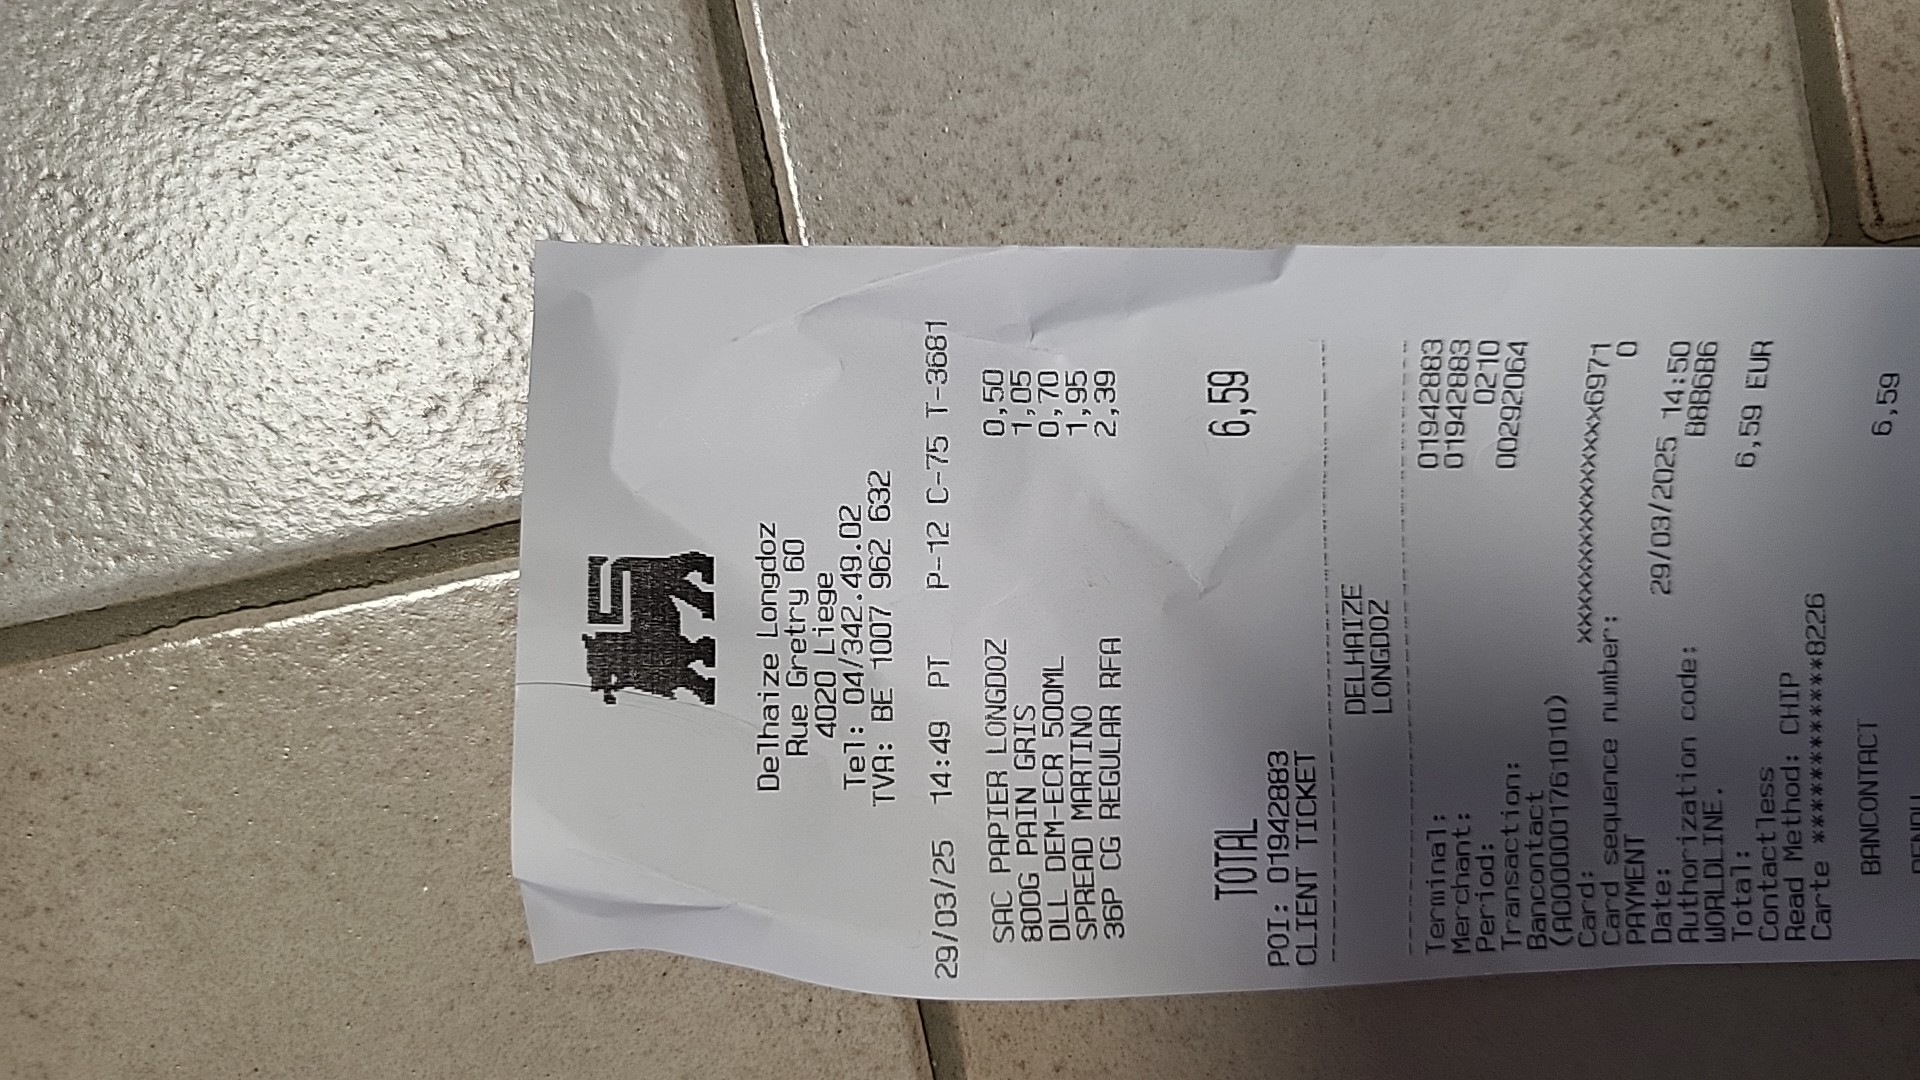 Delhaize Longdoz
Rue Gretry 60
4020 Liege
Tel: 04/342.49.02
TVA: BE 1007 962 632
29/03/25 14:49 PT P-12 C-75 T-3681
SAC PAPIER LONGDOZ 0,50
800G PAIN GRIS 1,05
DLL DEM-ECR 500ML 0,70
SPREAD MARTINO 1,95
36P CG REGULAR RFA 2,39
TOTAL 6,59
POI: 01942883
CLIENT TICKET
DELHAIZE
LONGDOZ
Terminal: 01942883
Merchant: 01942883
Period: 0210
Transaction: 00292064
Bancontact
(A0000001761010)
Card: xxxxxxxxxxxxxxx6971
Card sequence number: 0
PAYMENT
Date: 29/03/2025 14:50
Authorization code: B8B6B6
WORLDLINE.
Total: 6,59 EUR
Contactless
Read Method: CHIP
Carte *************8226
BANCONTACT 6,59